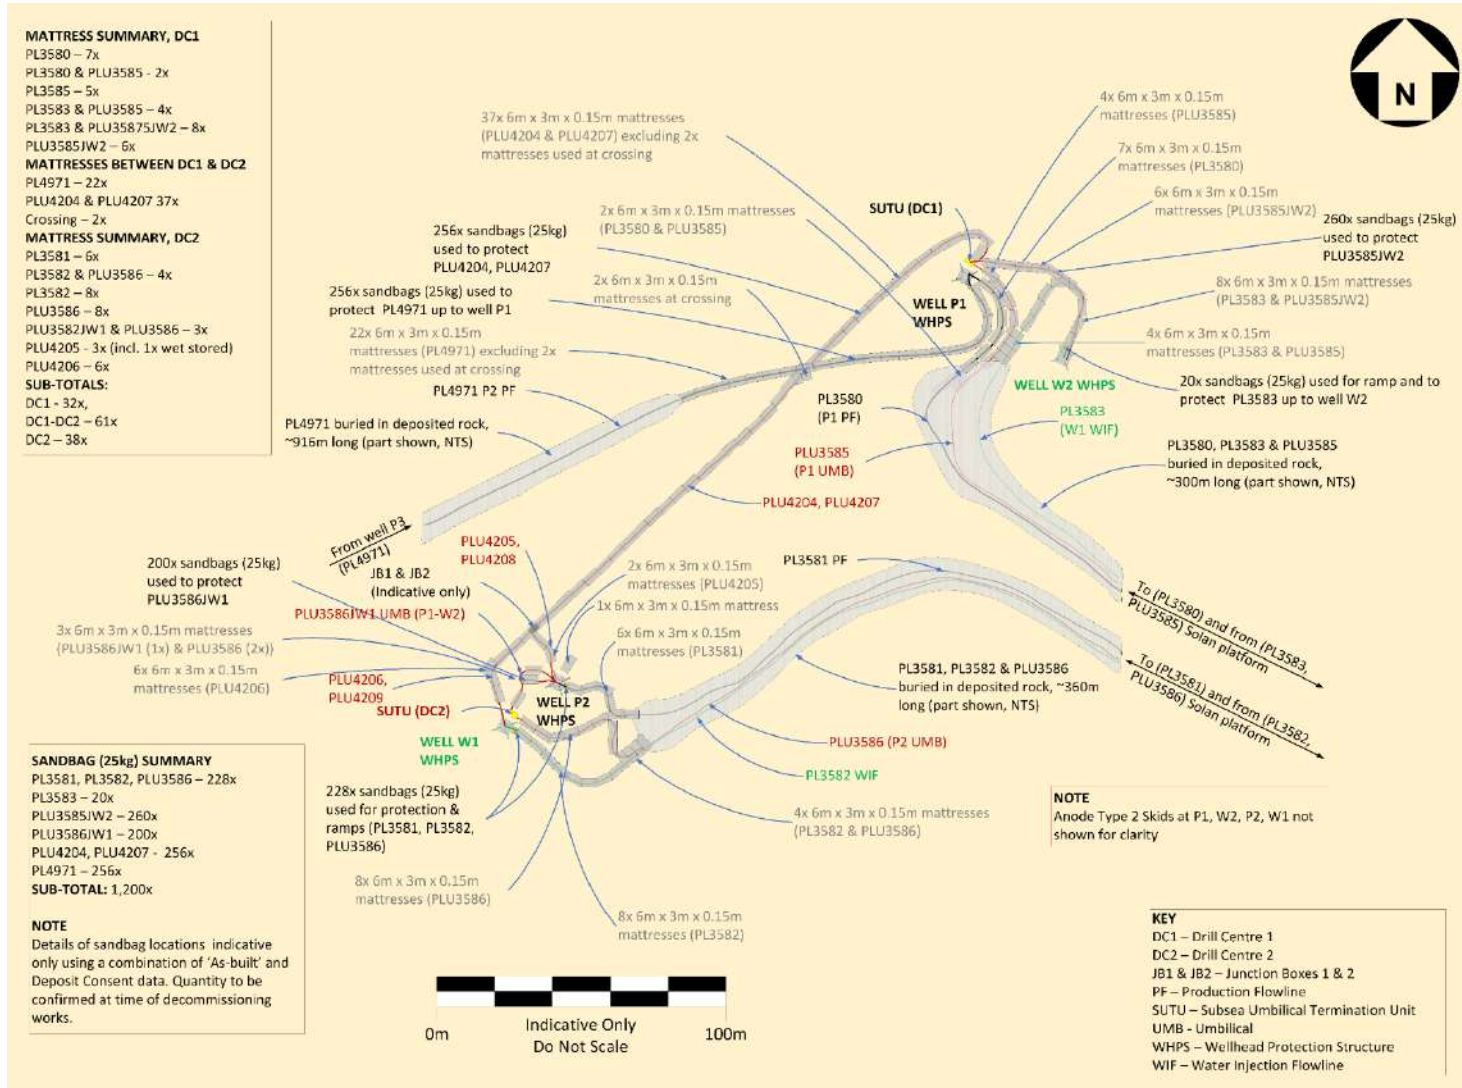 MATTRESS SUMMARY, DC1
PL3580 – 7x
PL3580 & PLU3585 - 2x
PL3585 – 5x
PL3583 & PLU3585 – 4x
PL3583 & PLU35875JW2 – 8x
PLU3585JW2 – 6x
MATTRESSES BETWEEN DC1 & DC2
PL4971 – 22x
PLU4204 & PLU4207 37x
Crossing – 2x
MATTRESS SUMMARY, DC2
PL3581 – 6x
PL3582 & PLU3586 – 4x
PL3582 – 8x
PLU3586 – 8x
PLU3582JW1 & PLU3586 – 3x
PLU4205 - 3x (incl. 1x wet stored)
PLU4206 – 6x
SUB-TOTALS:
DC1 - 32x,
DC1-DC2 – 61x
DC2 – 38x
N
37x 6m x 3m x 0.15m mattresses
(PLU4204 & PLU4207) excluding 2x
mattresses used at crossing
4x 6m x 3m x 0.15m
mattresses (PLU3585)
7x 6m x 3m x 0.15m
mattresses (PL3580)
6x 6m x 3m x 0.15m
mattresses (PLU3585JW2)
260x sandbags (25kg)
used to protect
PLU3585JW2
SUTU (DC1)
2x 6m x 3m x 0.15m mattresses
(PL3580 & PLU3585)
256x sandbags (25kg)
used to protect
PLU4204, PLU4207
2x 6m x 3m x 0.15m
mattresses at crossing
8x 6m x 3m x 0.15m mattresses
(PL3583 & PLU3585JW2)
256x sandbags (25kg) used to
protect PL4971 up to well P1
WELL P1
WHPS
22x 6m x 3m x 0.15m
mattresses (PL4971) excluding 2x
mattresses used at crossing
4x 6m x 3m x 0.15m
mattresses (PL3583 & PLU3585)
PL4971 P2 PF
WELL W2 WHPS
20x sandbags (25kg) used for ramp and to
protect PL3583 up to well W2
PL3580
(P1 PF)
PL3583
(W1 WIF)
PL4971 buried in deposited rock,
~916m long (part shown, NTS)
PLU3585
(P1 UMB)
PL3580, PL3583 & PLU3585
buried in deposited rock,
~300m long (part shown, NTS)
PLU4204, PLU4207
From well P3
(PL4971)
PLU4205,
PLU4208
200x sandbags (25kg)
used to protect
PLU3586JW1
JB1 & JB2
(Indicative only)
2x 6m x 3m x 0.15m
mattresses (PLU4205)
PL3581 PF
PLU3586JW1 UMB (P1-W2)
1x 6m x 3m x 0.15m mattress
To (PL3580) and from (PL3583,
PLU3585) Solan platform
3x 6m x 3m x 0.15m mattresses
(PLU3586JW1 (1x) & PLU3586 (2x))
6x 6m x 3m x 0.15m
mattresses (PL3581)
6x 6m x 3m x 0.15m
mattresses (PLU4206)
PLU4206,
PLU4209
PL3581, PL3582 & PLU3586
buried in deposited rock, ~360m
long (part shown, NTS)
To (PL3581) and from (PL3582,
PLU3586) Solan platform
SUTU (DC2)
WELL P2
WHPS
WELL W1
WHPS
PLU3586 (P2 UMB)
PL3582 WIF
SANDBAG (25kg) SUMMARY
PL3581, PL3582, PLU3586 – 228x
PL3583 – 20x
PLU3585JW2 – 260x
PLU3586JW1 – 200x
PLU4204, PLU4207 - 256x
PL4971 – 256x
SUB-TOTAL: 1,200x
NOTE
Details of sandbag locations indicative
only using a combination of 'As-built' and
Deposit Consent data. Quantity to be
confirmed at time of decommissioning
works.
228x sandbags (25kg)
used for protection &
ramps (PL3581, PL3582,
PLU3586)
4x 6m x 3m x 0.15m mattresses
(PL3582 & PLU3586)
NOTE
Anode Type 2 Skids at P1, W2, P2, W1 not
shown for clarity
8x 6m x 3m x 0.15m
mattresses (PLU3586)
8x 6m x 3m x 0.15m
mattresses (PL3582)
0m
Indicative Only
Do Not Scale
100m
KEY
DC1 – Drill Centre 1
DC2 – Drill Centre 2
JB1 & JB2 – Junction Boxes 1 & 2
PF – Production Flowline
SUTU – Subsea Umbilical Termination Unit
UMB - Umbilical
WHPS – Wellhead Protection Structure
WIF – Water Injection Flowline